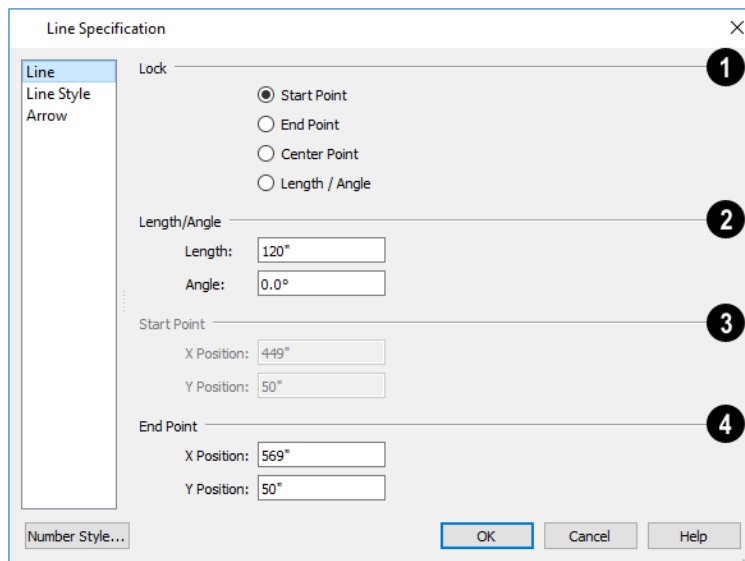 Line Specification
Line
Line Style
Arrow
Lock
1
Start Point
End Point
Center Point
Length / Angle
Length/Angle
2
Length: 120"
Angle: 0.0°
Start Point
3
X Position: 449"
Y Position: 50"
End Point
4
X Position: 569"
Y Position: 50"
Number Style... OK Cancel Help